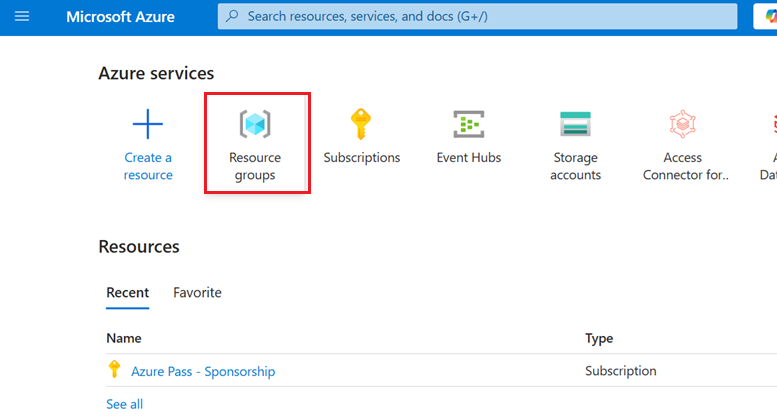 Microsoft Azure
Search resources, services, and docs (G+/)
Azure services
Create a
resource
Resource
groups
Subscriptions
Event Hubs
Storage
accounts
Access
Connector for..
Resources
Recent
Favorite
Name
Type
Azure Pass - Sponsorship
Subscription
See all